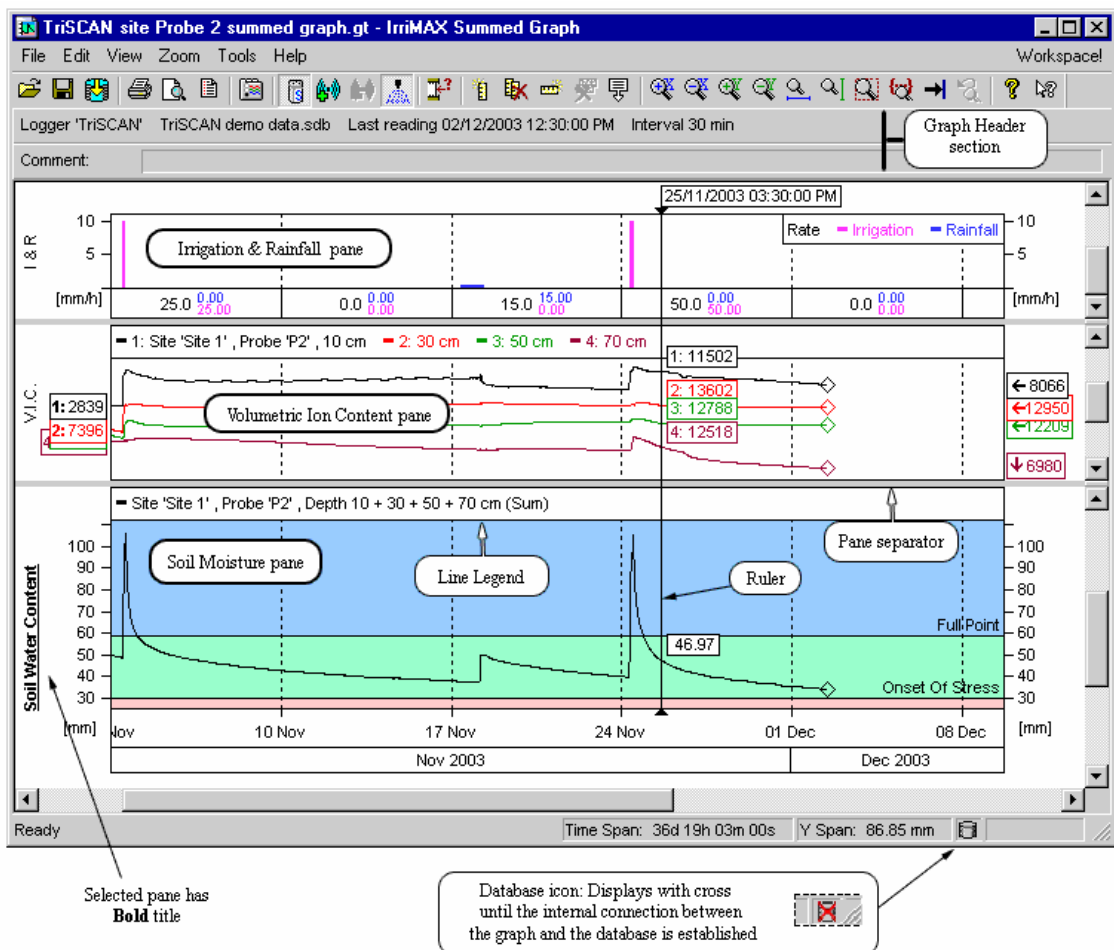 TriSCAN site Probe 2 summed graph.gt - IrriMAX Summed Graph
File Edit View Zoom Tools Help Workspace!
Logger 'TriSCAN' TriSCAN demo data.sdb Last reading 02/12/2003 12:30:00 PM Interval 30 min
Graph Header
section
Comment:
25/11/2003 03:30:00 PM
I & R
10
5
[mm/h]
Irrigation & Rainfall pane
Rate Irrigation Rainfall
10
5
[mm/h]
25.0 0.00 25.00
0.0 0.00 0.00
15.0 15.00 0.00
50.0 0.00 50.00
0.0 0.00 0.00
V.I.C.
1: Site 'Site 1' , Probe 'P2' , 10 cm 2: 30 cm 3: 50 cm 4: 70 cm
1: 11502
2: 13602
3: 12788
4: 12518
1: 2839
2: 7396
Volumetric Ion Content pane
←8066
←12950
←12209
↓6980
Soil Water Content
Site 'Site 1' , Probe 'P2' , Depth 10 + 30 + 50 + 70 cm (Sum)
Soil Moisture pane
Line Legend
Pane separator
Ruler
100
90
80
70
60
50
40
30
[mm]
Full Point
46.97
Onset Of Stress
100
90
80
70
60
50
40
30
[mm]
Nov 10 Nov 17 Nov 24 Nov 01 Dec 08 Dec
Nov 2003 Dec 2003
Ready Time Span: 36d 19h 03m 00s Y Span: 86.85 mm
Selected pane has
Bold title
Database icon: Displays with cross
until the internal connection between
the graph and the database is established